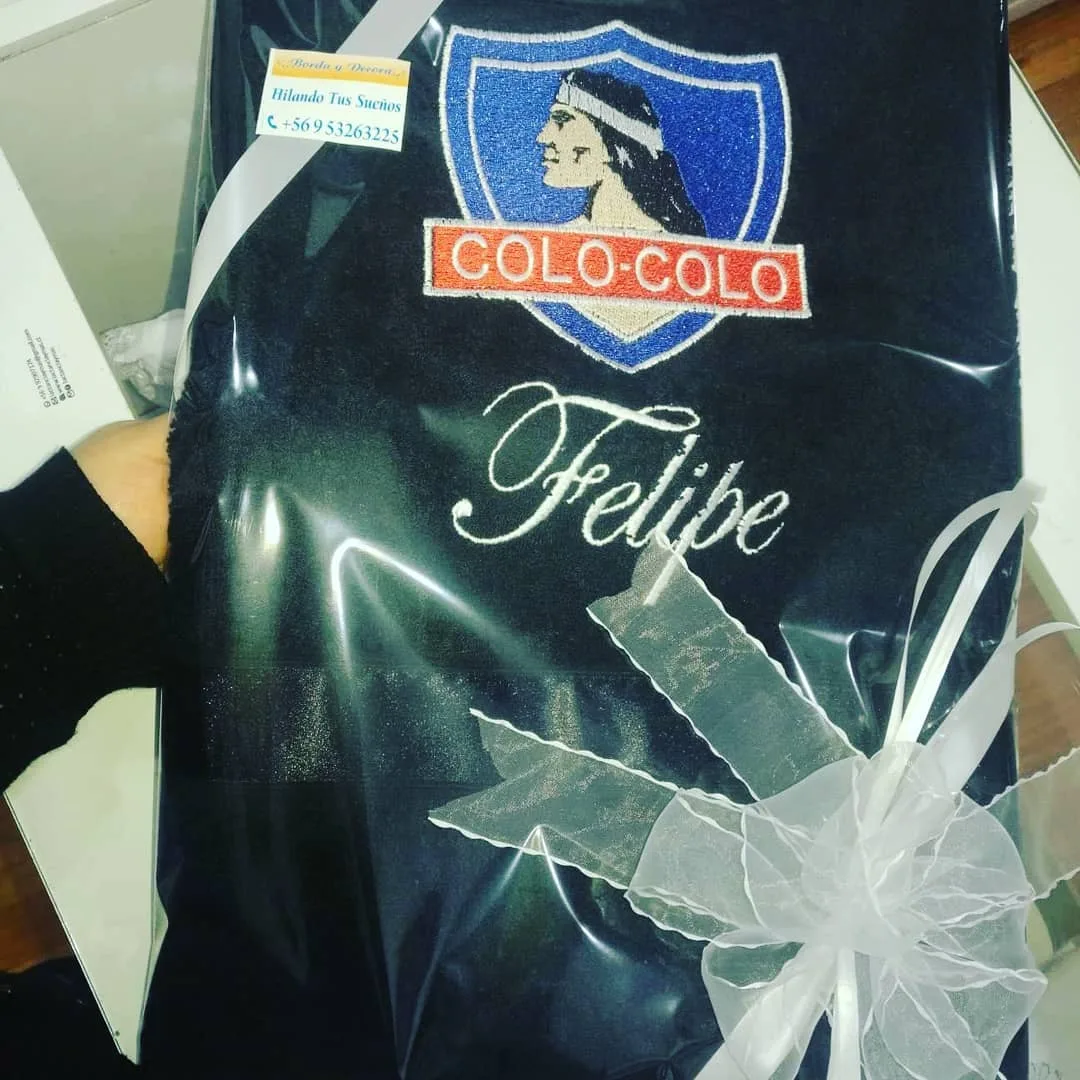 Borda y Decora
Hilando Tus Sueños
+56 9 53263225
COLO-COLO
Felipe